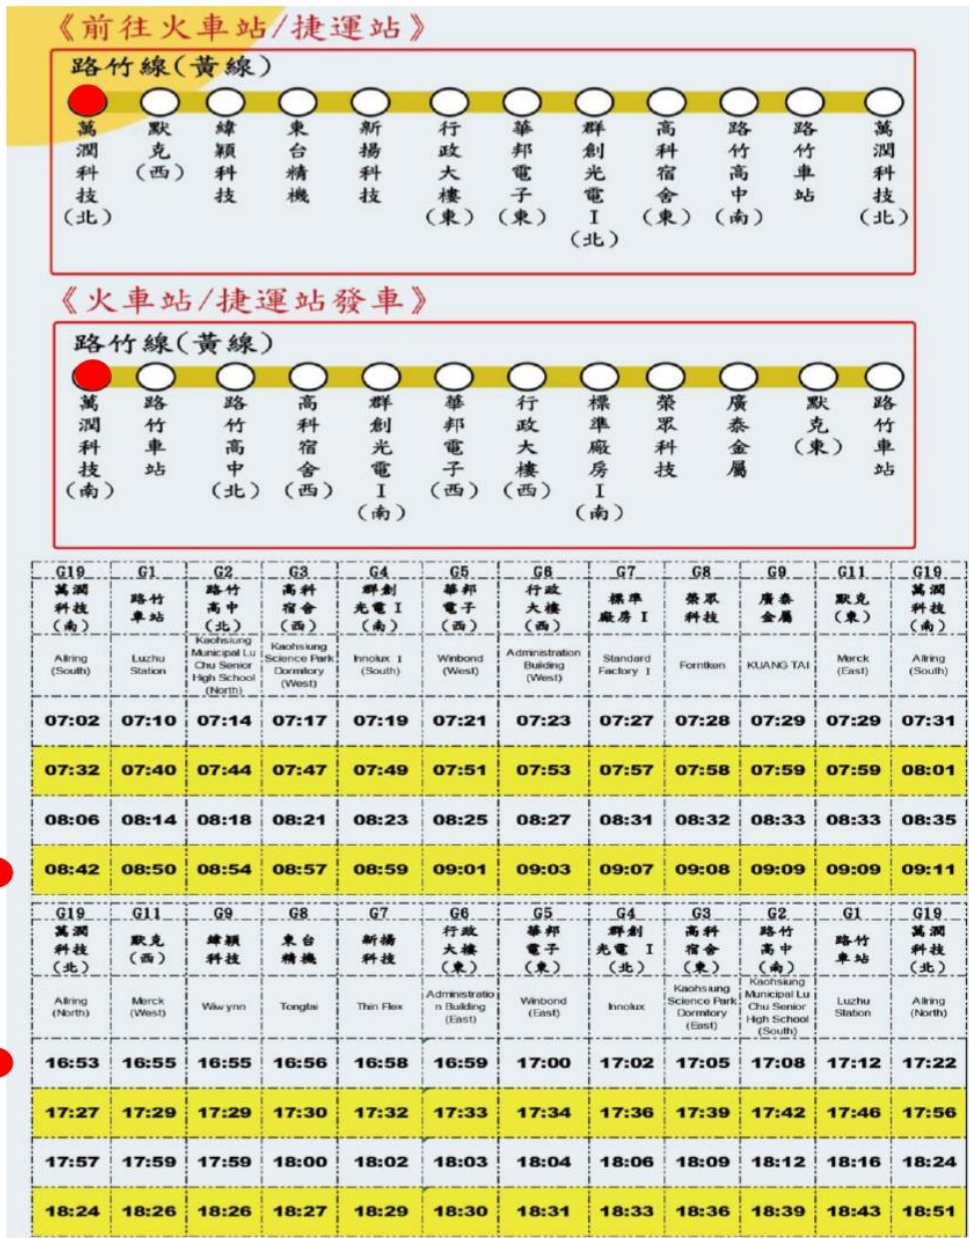 《前往火車站/捷運站》
路竹線(黃線)
萬潤科技(北) 默克(西) 緯穎科技 東台精機 新揚科技 行政大樓(東) 華邦電子(東) 群創光電I(北) 高科宿舍(東) 路竹高中(南) 路竹車站 萬潤科技(北)
《火車站/捷運站發車》
路竹線(黃線)
萬潤科技(南) 路竹車站 路竹高中(北) 高科宿舍(西) 群創光電I(南) 華邦電子(西) 行政大樓(西) 標準廠房I(南) 榮眾科技 廣泰金屬 默克(東) 路竹車站
G19 G1 G2 G3 G4 G5 G6 G7 G8 G9 G11 G19
萬潤科技(南) 路竹車站 路竹高中(北) 高科宿舍(西) 群創光電I(南) 華邦電子(西) 行政大樓(西) 標準廠房I 榮眾科技 廣泰金屬 默克(東) 萬潤科技(南)
Allring (South) Luzhu Station Kaohsiung Municipal Lu Chu Senior High School (North) Kaohsiung Science Park Dormitory (West) Innolux I (South) Winbond (West) Administration Building (West) Standard Factory I Forntken KUANG TAI Merck (East) Allring (South)
07:02 07:10 07:14 07:17 07:19 07:21 07:23 07:27 07:28 07:29 07:29 07:31
07:32 07:40 07:44 07:47 07:49 07:51 07:53 07:57 07:58 07:59 07:59 08:01
08:06 08:14 08:18 08:21 08:23 08:25 08:27 08:31 08:32 08:33 08:33 08:35
08:42 08:50 08:54 08:57 08:59 09:01 09:03 09:07 09:08 09:09 09:09 09:11
G19 G11 G9 G8 G7 G6 G5 G4 G3 G2 G1 G19
萬潤科技(北) 默克(西) 緯穎科技 東台精機 新揚科技 行政大樓(東) 華邦電子(東) 群創光電I(北) 高科宿舍(東) 路竹高中(南) 路竹車站 萬潤科技(北)
Allring (North) Merck (West) Wiwynn Tongtai Thin Flex Administration Building (East) Winbond (East) Innolux Kaohsiung Science Park Dormitory (East) Kaohsiung Municipal Lu Chu Senior High School (South) Luzhu Station Allring (North)
16:53 16:55 16:55 16:56 16:58 16:59 17:00 17:02 17:05 17:08 17:12 17:22
17:27 17:29 17:29 17:30 17:32 17:33 17:34 17:36 17:39 17:42 17:46 17:56
17:57 17:59 17:59 18:00 18:02 18:03 18:04 18:06 18:09 18:12 18:16 18:24
18:24 18:26 18:26 18:27 18:29 18:30 18:31 18:33 18:36 18:39 18:43 18:51